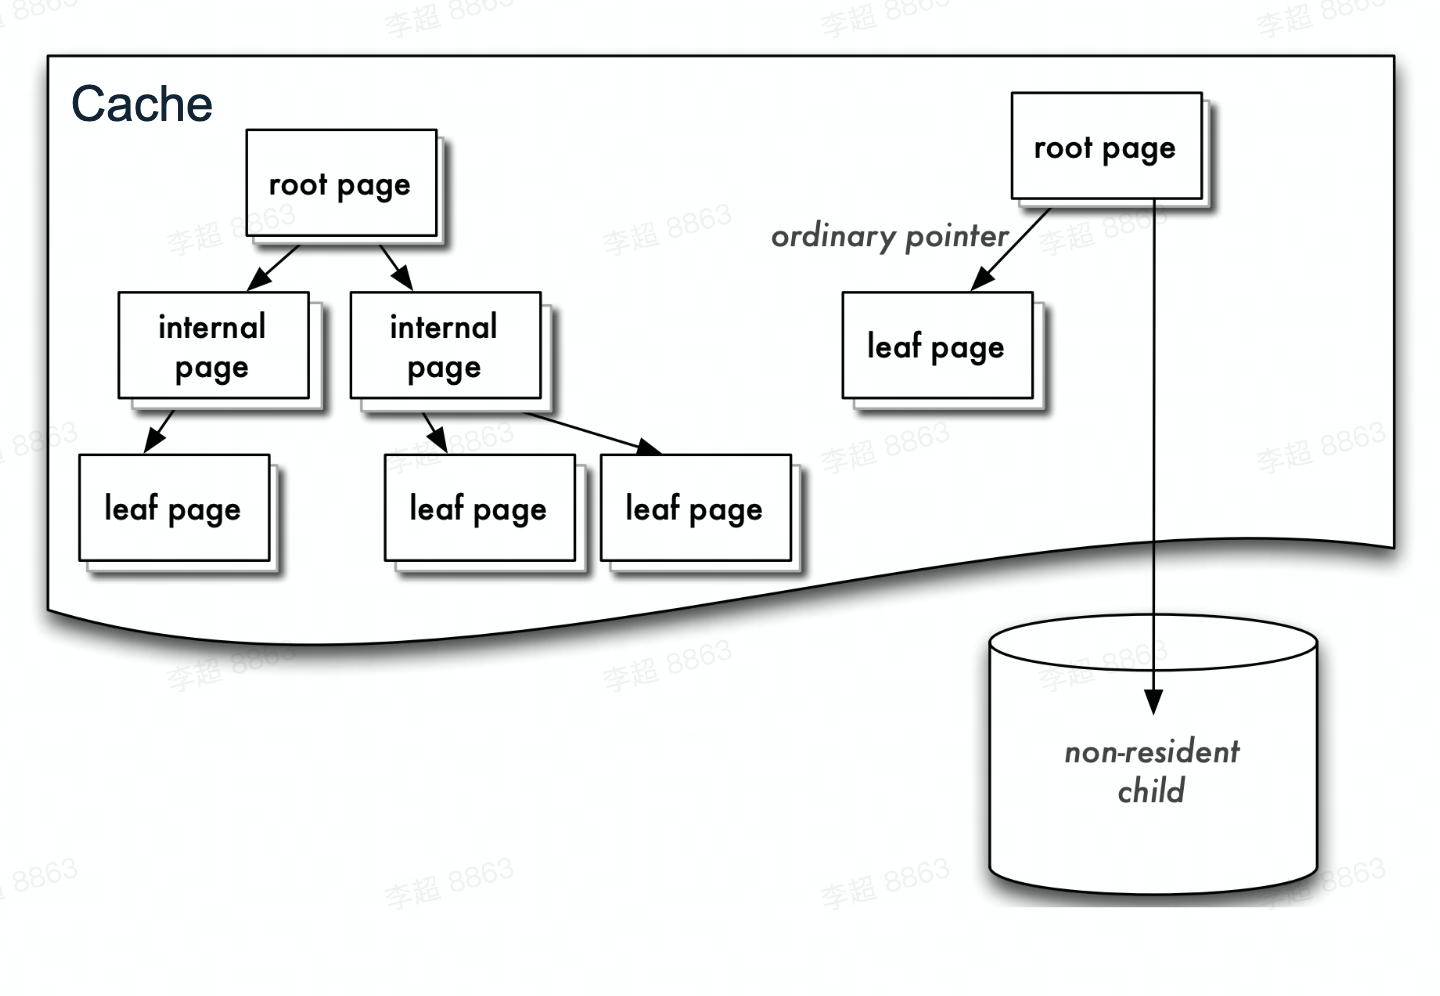 Cache
root page
root page
ordinary pointer
internal
page
internal
page
leaf page
leaf page
leaf page
leaf page
non-resident
child
李超 8863